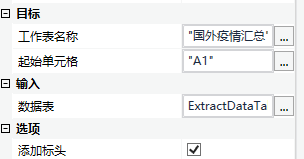 目标
工作表名称 "国外疫情汇总" ...
起始单元格 "A1" ...
输入
数据表 ExtractDataTa ...
选项
添加标头